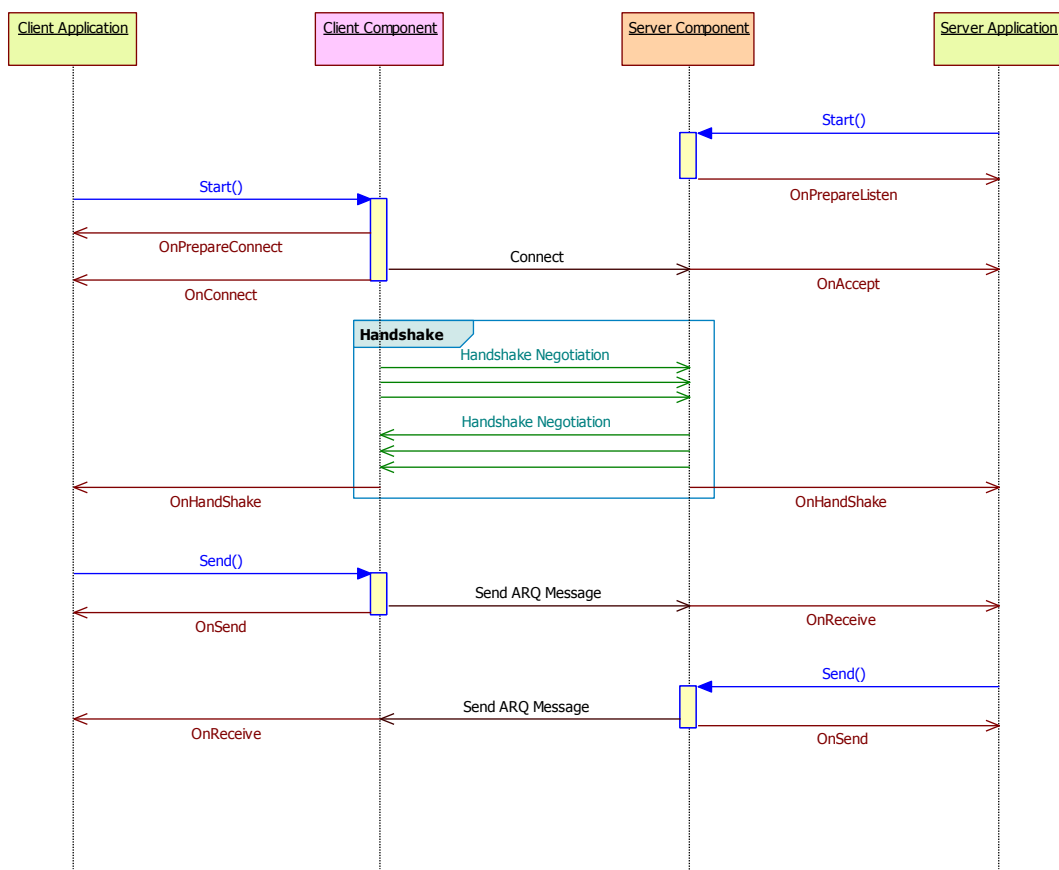 Client Application
Client Component
Server Component
Server Application
Start()
OnPrepareListen
Start()
OnPrepareConnect
Connect
OnAccept
OnConnect
Handshake
Handshake Negotiation
Handshake Negotiation
OnHandShake
OnHandShake
Send()
Send ARQ Message
OnReceive
OnSend
Send()
Send ARQ Message
OnReceive
OnSend